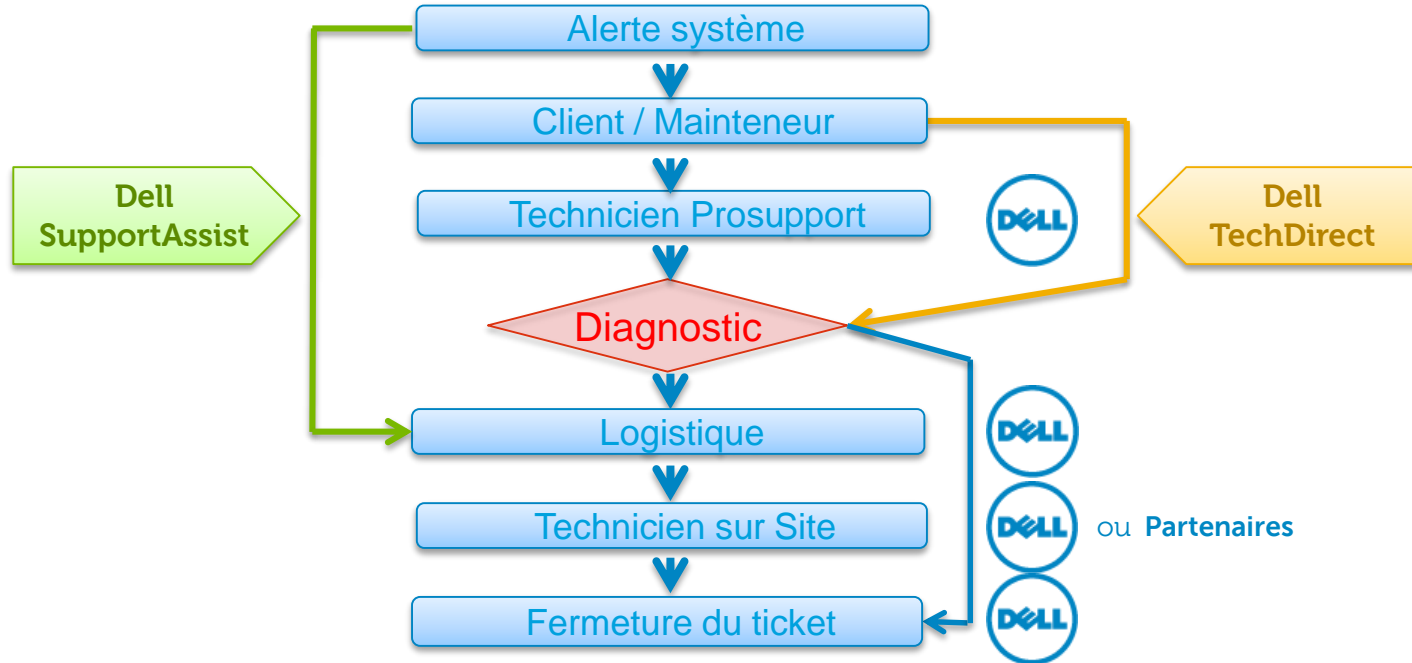 Alerte système
Client / Mainteneur
Dell
SupportAssist
Technicien Prosupport
DELL
Dell
TechDirect
Diagnostic
Logistique
DELL
Technicien sur Site
DELL
ou Partenaires
Fermeture du ticket
DELL